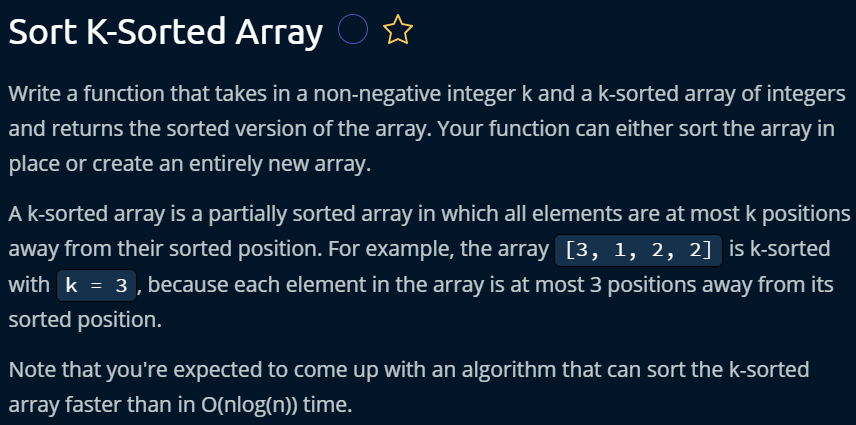 Sort K-Sorted Array
Write a function that takes in a non-negative integer k and a k-sorted array of integers
and returns the sorted version of the array. Your function can either sort the array in
place or create an entirely new array.
A k-sorted array is a partially sorted array in which all elements are at most k positions
away from their sorted position. For example, the array [3, 1, 2, 2] is k-sorted
with k = 3, because each element in the array is at most 3 positions away from its
sorted position.
Note that you're expected to come up with an algorithm that can sort the k-sorted
array faster than in O(nlog(n)) time.